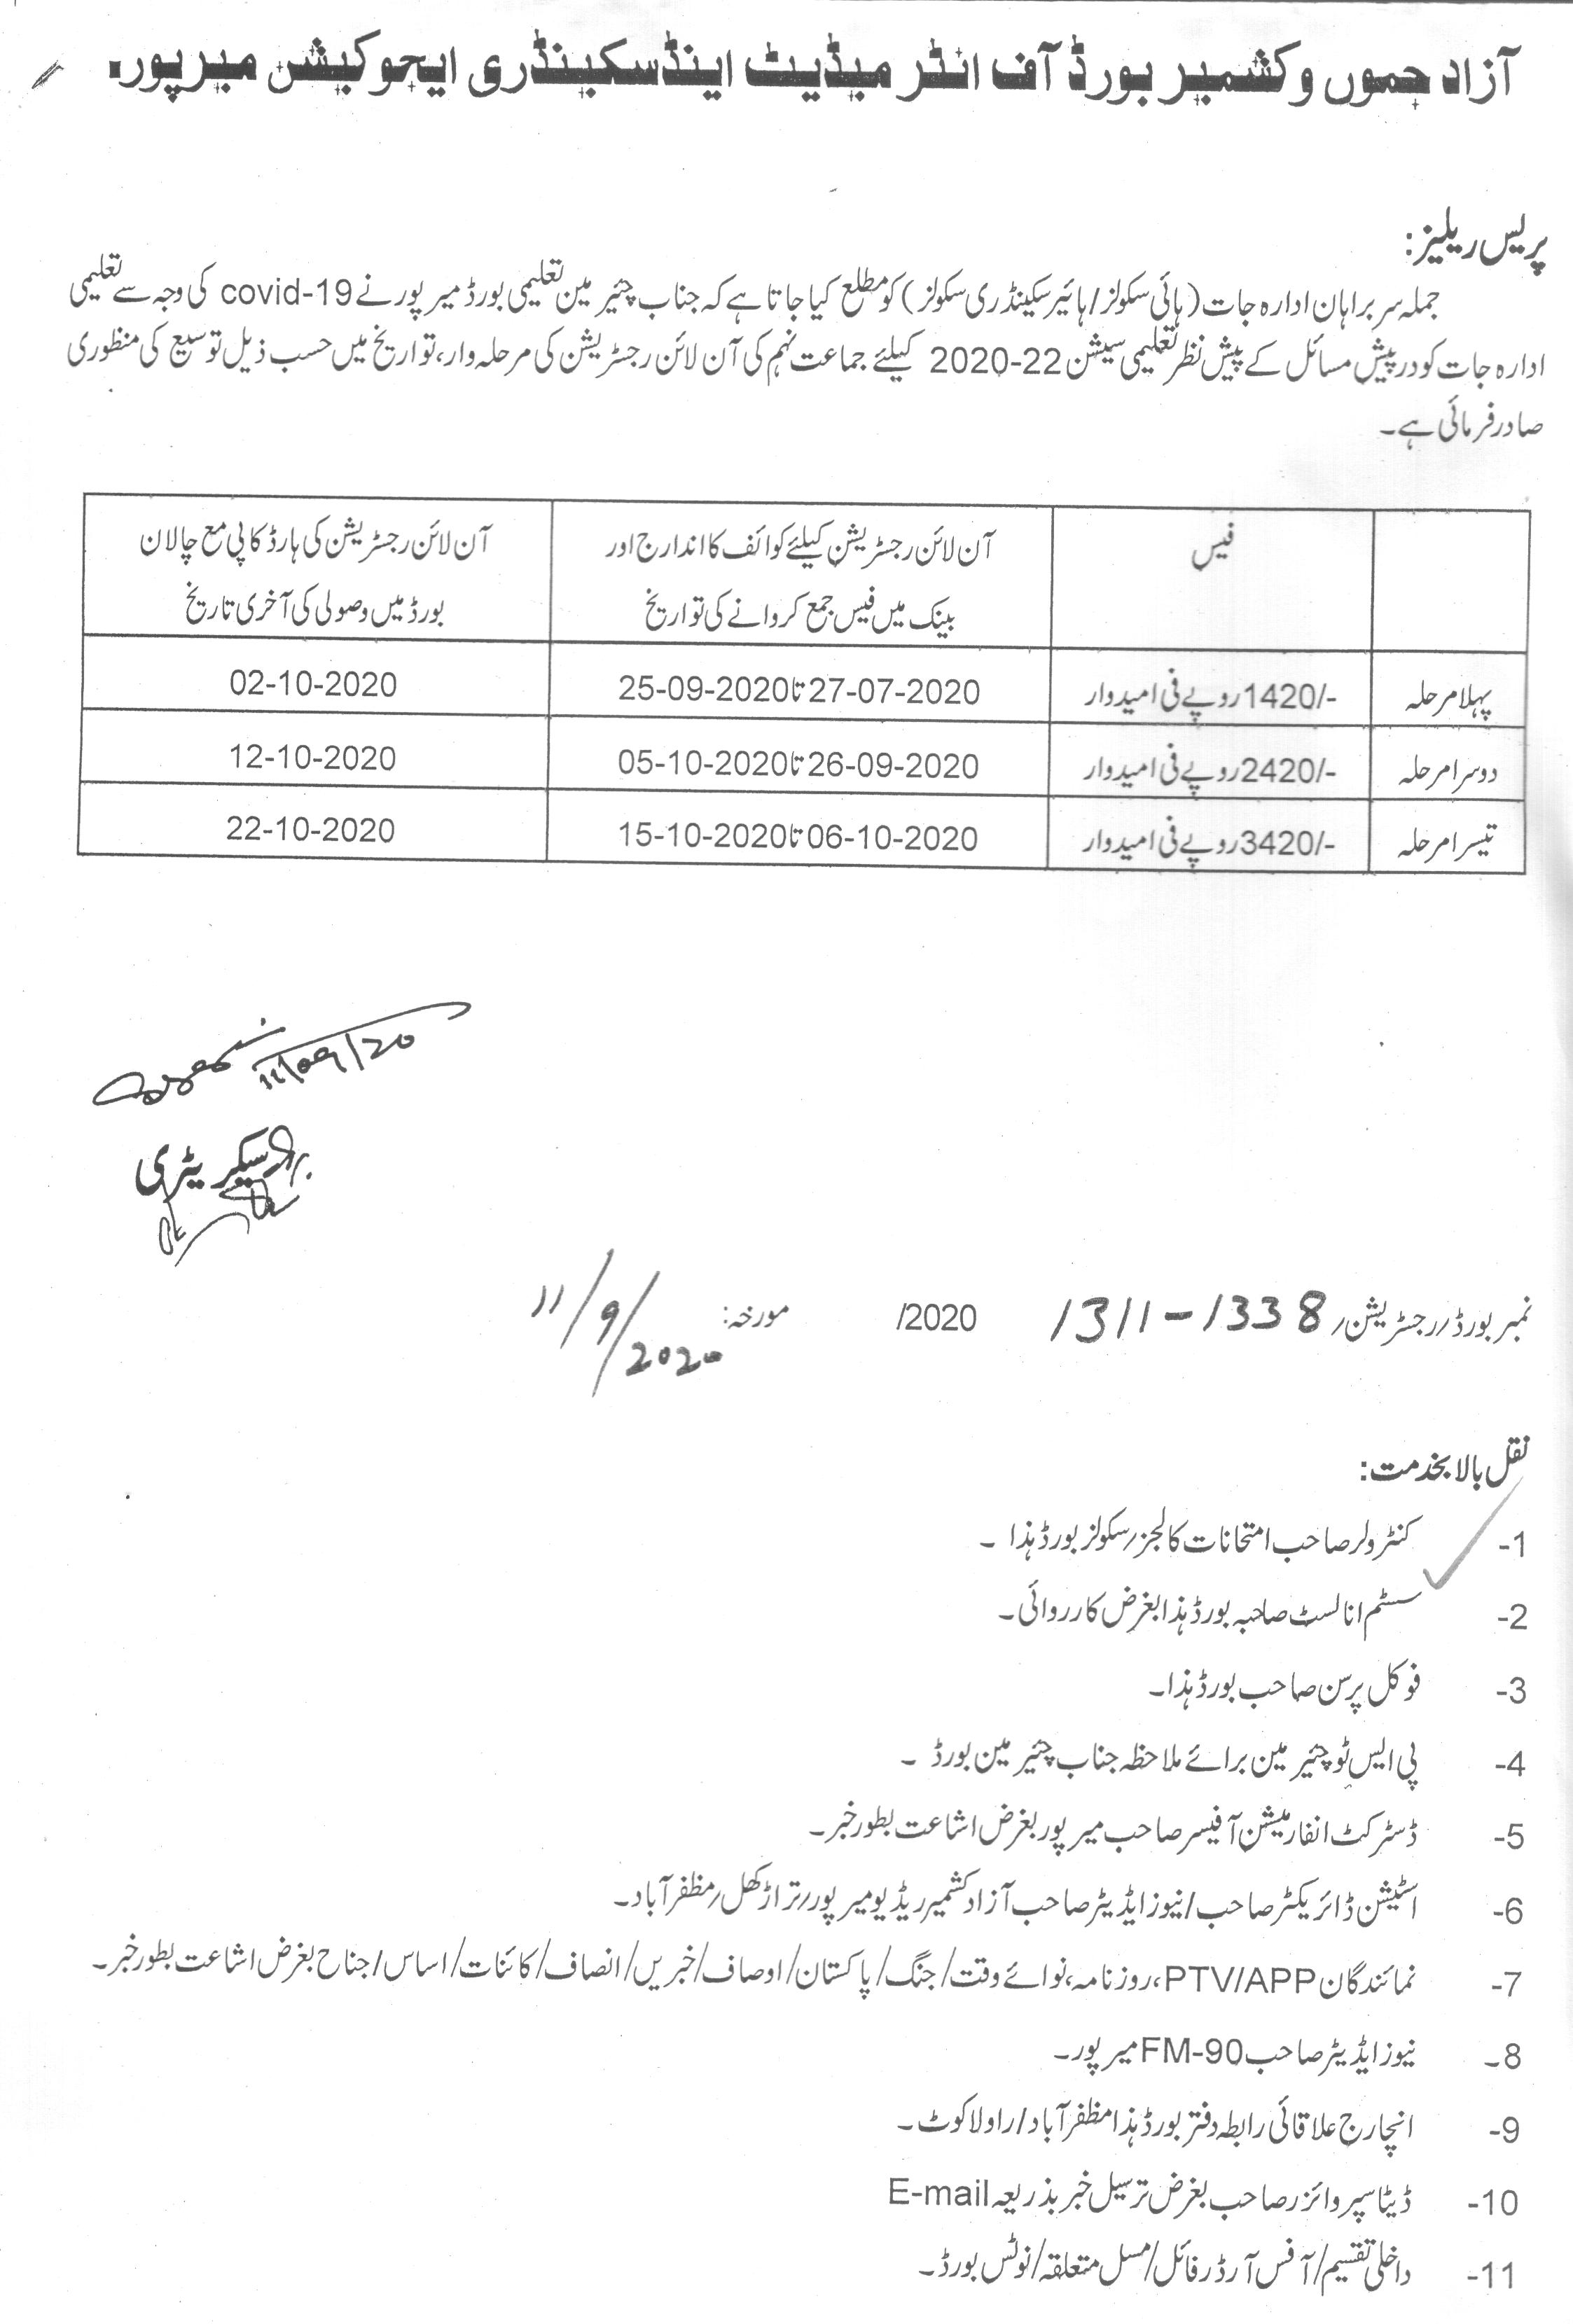 آزاد جموں و کشمیر بورڈ آف انٹر میڈیٹ اینڈ سکینڈری ایجوکیشن میرپور۔
پریس ریلیز:
جملہ سربراہان ادارہ جات (ہائی سکولز/ہائیر سکینڈری سکولز) کو مطلع کیا جاتا ہے کہ جناب چئیر مین تعلیمی بورڈ میرپور نے covid-19 کی وجہ سے تعلیمی
ادارہ جات کو درپیش مسائل کے پیش نظر تعلیمی سیشن 2020-22 کیلئے جماعت نہم کی آن لائن رجسٹریشن کی مرحلہ وار، تواریخ میں حسب ذیل توسیع کی منظوری
صادر فرمائی ہے۔
فیس
آن لائن رجسٹریشن کیلئے کوائف کا اندارج اور
بینک میں فیس جمع کروانے کی تواریخ
آن لائن رجسٹریشن کی ہارڈ کاپی مع چالان
بورڈ میں وصولی کی آخری تاریخ
پہلا مرحلہ 1420/- روپے فی امیدوار 27-07-2020 تا 25-09-2020 02-10-2020
دوسرا مرحلہ 2420/- روپے فی امیدوار 26-09-2020 تا 05-10-2020 12-10-2020
تیسرا مرحلہ 3420/- روپے فی امیدوار 06-10-2020 تا 15-10-2020 22-10-2020
11/09/20
برائے سیکریٹری
نمبر بورڈ/رجسٹریشن/ 1311-1338 /2020 مورخہ: 11/9/2020
نقل بالا بخدمت:
1- کنٹرولر صاحب امتحانات کالجز/سکولز بورڈ ہذا ۔
2- سسٹم انالسٹ صاحبہ بورڈ ہذا بغرض کارروائی۔
3- فوکل پرسن صاحب بورڈ ہذا۔
4- پی ایس ٹو چئیر مین برائے ملاحظہ جناب چئیر مین بورڈ ۔
5- ڈسٹرکٹ انفارمیشن آفیسر صاحب میرپور بغرض اشاعت بطور خبر۔
6- اسٹیشن ڈائریکٹر صاحب/نیوز ایڈیٹر صاحب آزاد کشمیر ریڈیو میرپور/تراڑکھل/مظفرآباد۔
7- نمائندگان PTV/APP، روزنامہ، نوائے وقت/جنگ/پاکستان/اوصاف/خبریں/انصاف/کائنات/اساس/جناح بغرض اشاعت بطور خبر۔
8۔ نیوز ایڈیٹر صاحب FM-90 میرپور۔
9- انچارج علاقائی رابطہ دفتر بورڈ ہذا مظفرآباد/راولاکوٹ ۔
10- ڈیٹا سپروائزر صاحب بغرض ترسیل خبر بذریعہ E-mail
11- داخلی تقسیم/آفس آرڈر فائل/مسل متعلقہ/نوٹس بورڈ۔